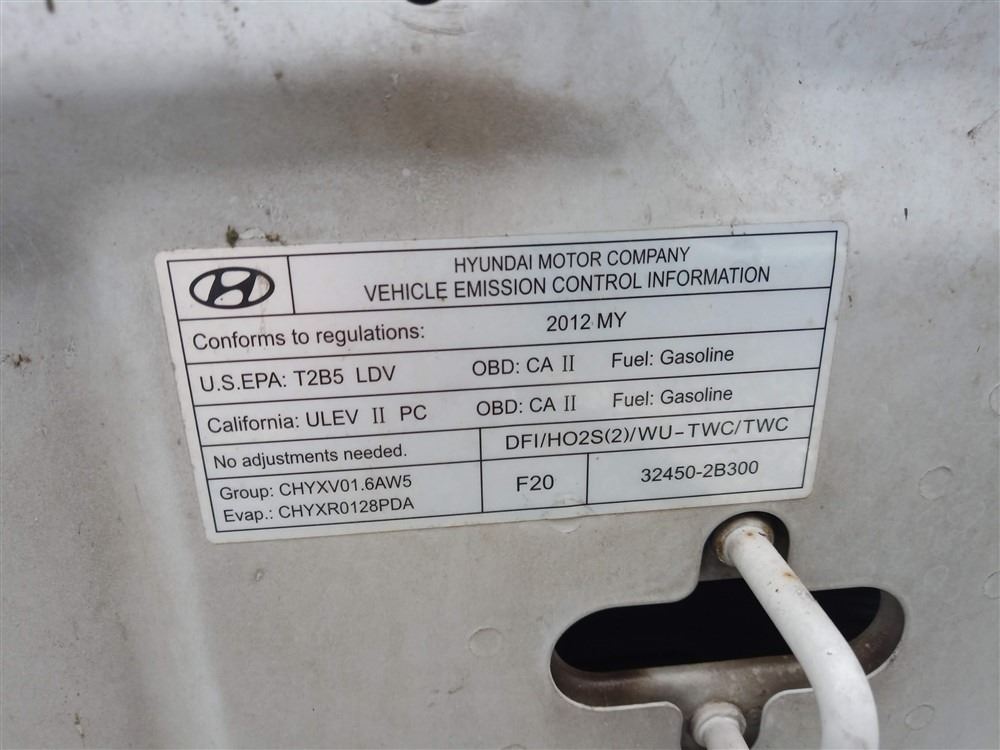 HYUNDAI MOTOR COMPANY
VEHICLE EMISSION CONTROL INFORMATION
Conforms to regulations: 2012 MY
U.S.EPA: T2B5 LDV OBD: CA II Fuel: Gasoline
California: ULEV II PC OBD: CA II Fuel: Gasoline
No adjustments needed. DFI/HO2S(2)/WU-TWC/TWC
Group: CHYXV01.6AW5
Evap.: CHYXR0128PDA
F20
32450-2B300